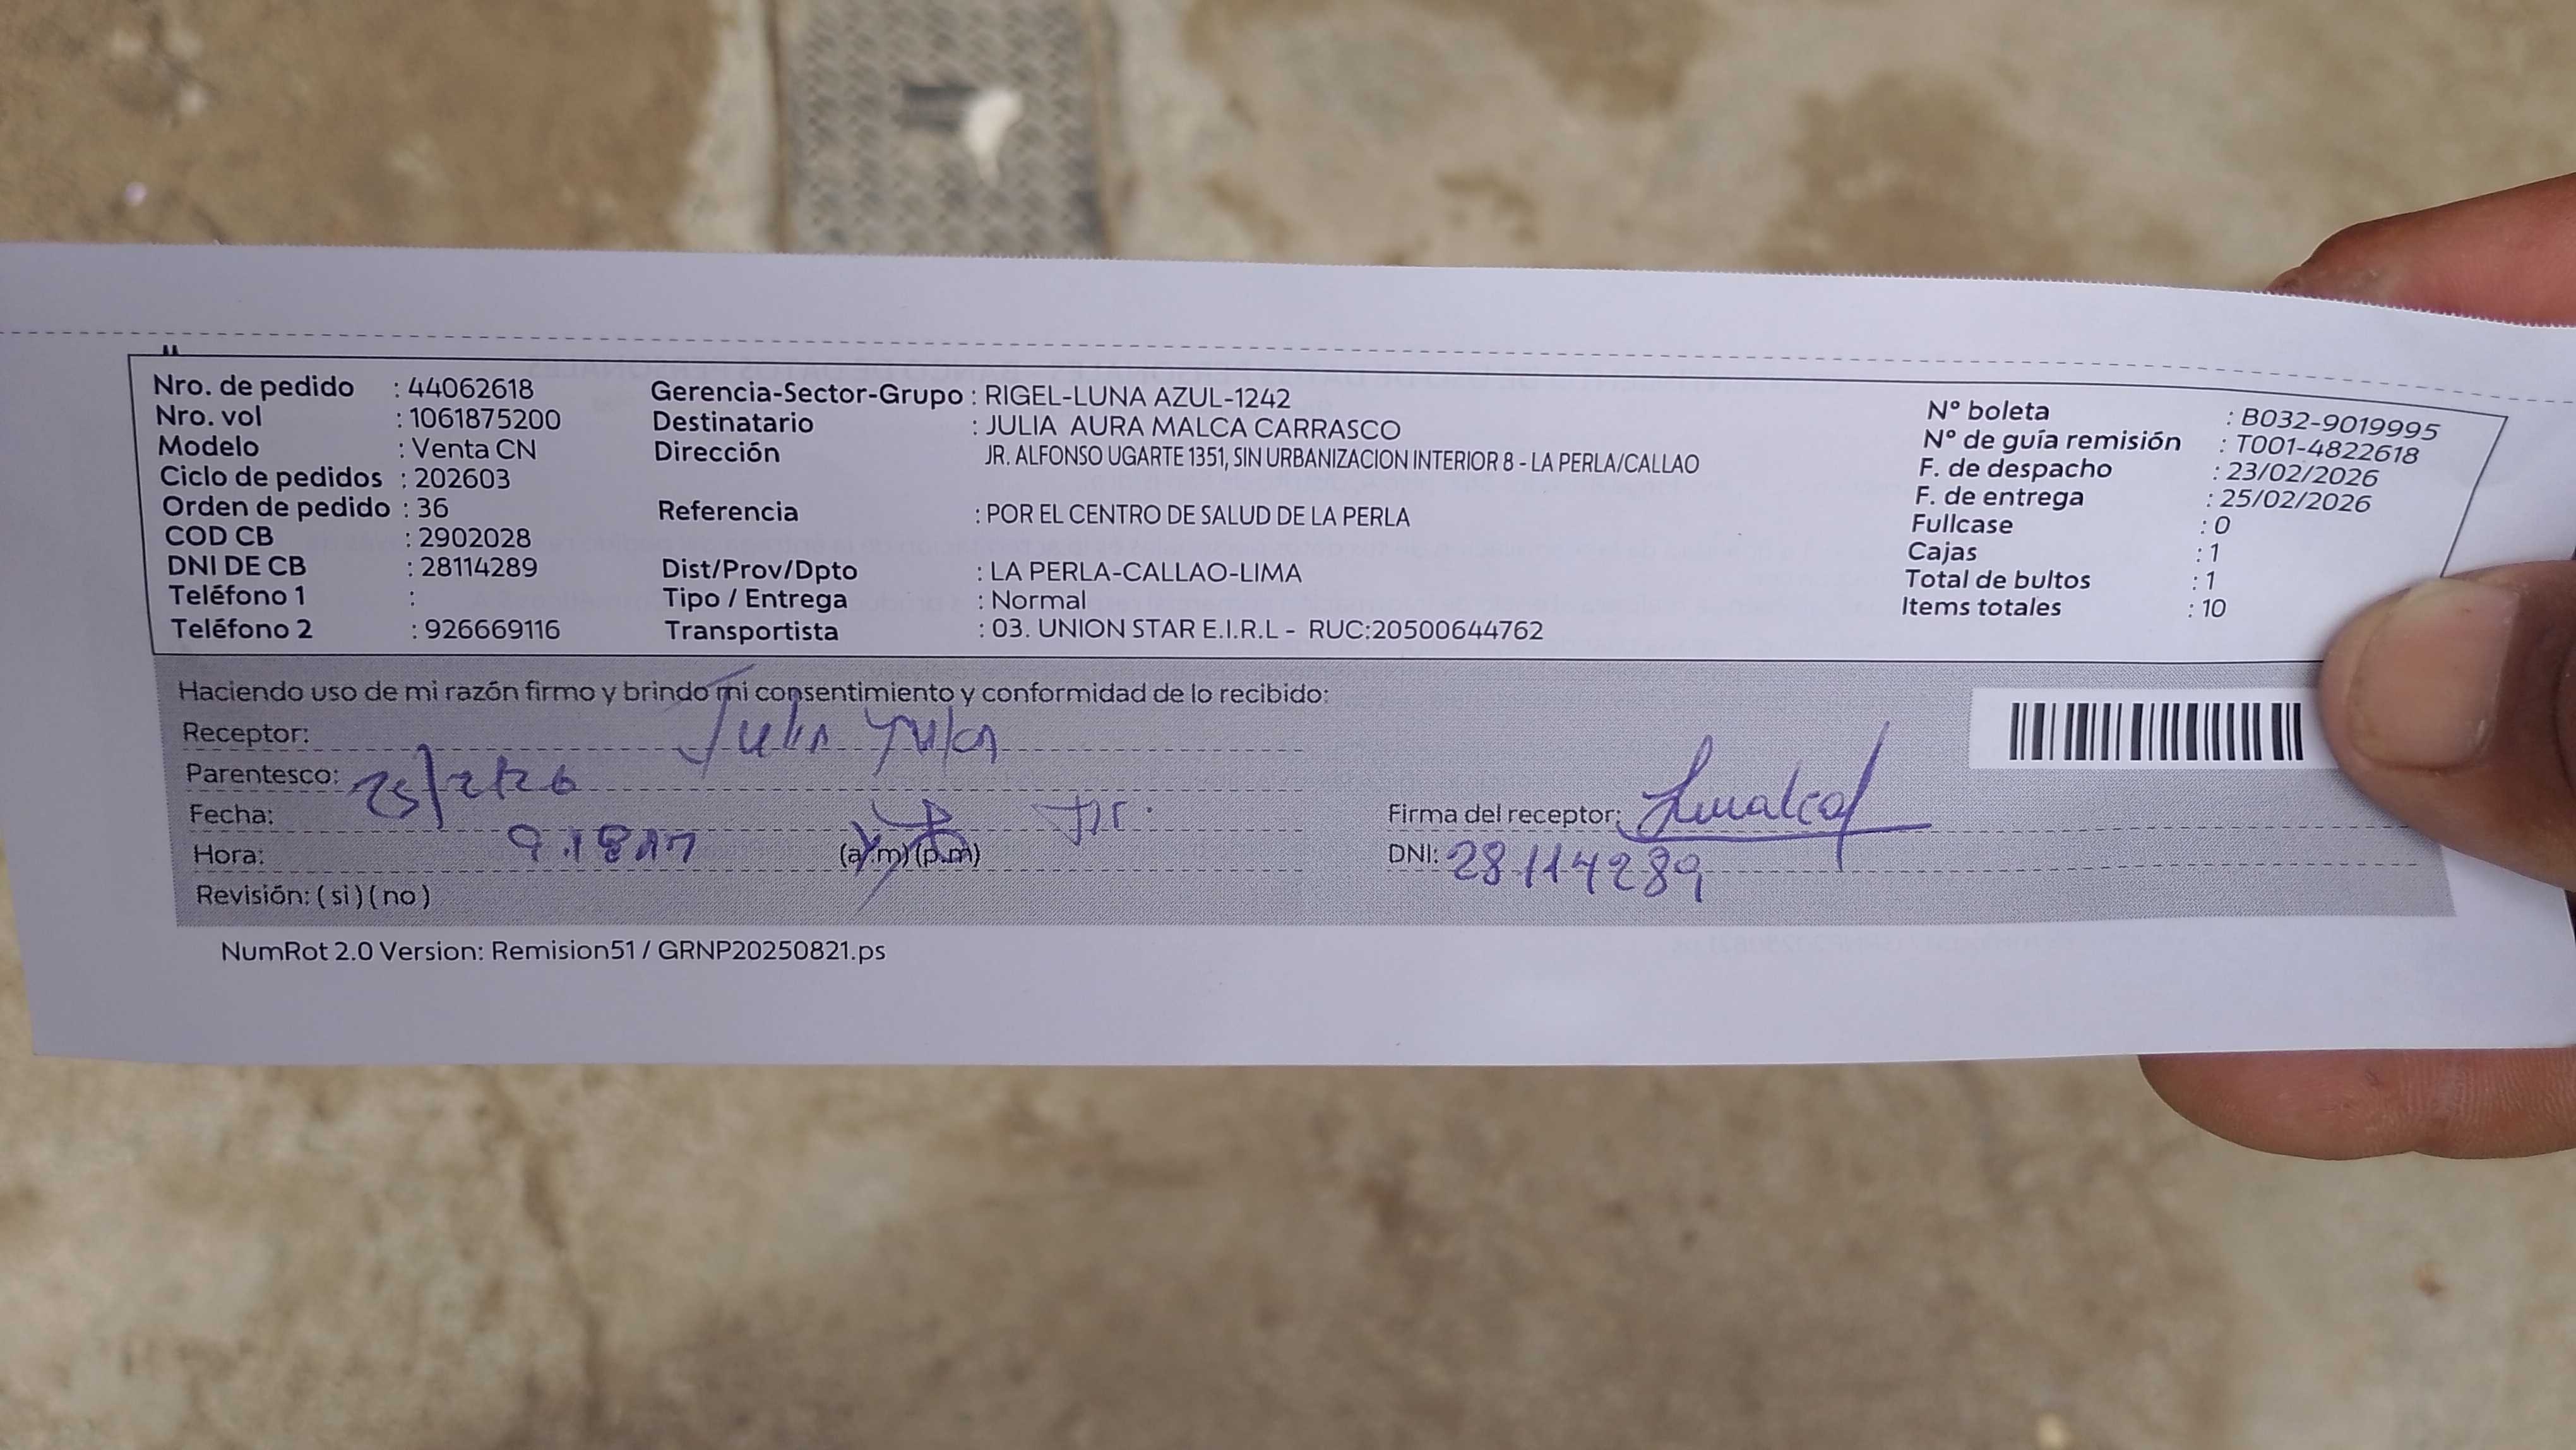 Nro. de pedido : 44062618
Nro. vol : 1061875200
Modelo : Venta CN
Ciclo de pedidos : 202603
Orden de pedido : 36
COD CB : 2902028
DNI DE CB : 28114289
Teléfono 1 :
Teléfono 2 : 926669116
Gerencia-Sector-Grupo : RIGEL-LUNA AZUL-1242
Destinatario : JULIA AURA MALCA CARRASCO
Dirección JR. ALFONSO UGARTE 1351, SIN URBANIZACION INTERIOR 8 - LA PERLA/CALLAO
Referencia : POR EL CENTRO DE SALUD DE LA PERLA
Dist/Prov/Dpto : LA PERLA-CALLAO-LIMA
Tipo / Entrega : Normal
Transportista : 03. UNION STAR E.I.R.L - RUC:20500644762
N° boleta : B032-9019995
N° de guía remisión : T001-4822618
F. de despacho : 23/02/2026
F. de entrega : 25/02/2026
Fullcase : 0
Cajas : 1
Total de bultos : 1
Items totales : 10
Haciendo uso de mi razón firmo y brindo mi consentimiento y conformidad de lo recibido:
Receptor: Julia
Parentesco: 25/2/26
Fecha:
Hora: (a.m)(p.m)
Revisión: ( si ) ( no )
Firma del receptor:
DNI: 28114289
NumRot 2.0 Version: Remision51 / GRNP20250821.ps